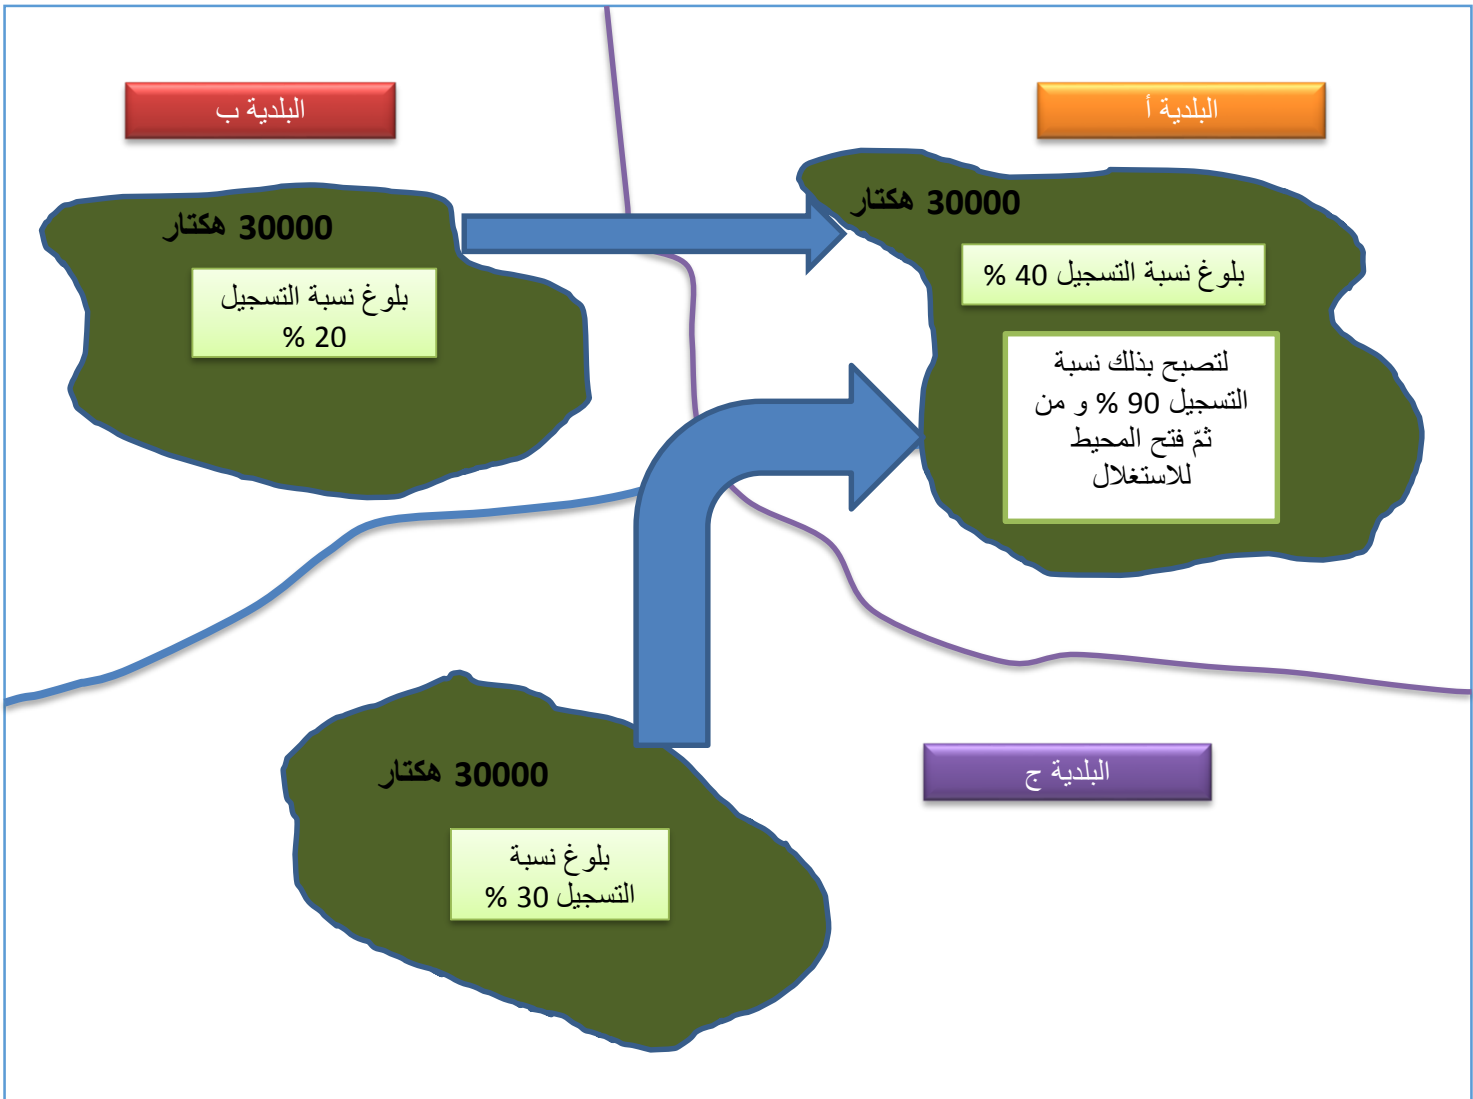 البلدية أ
البلدية ب
30000 هكتار
بلوغ نسبة التسجيل 40 %
لتصبح بذلك نسبة
التسجيل 90 % و من
ثمّ فتح المحيط
للاستغلال
30000 هكتار
بلوغ نسبة التسجيل
20 %
البلدية ج
30000 هكتار
بلوغ نسبة
التسجيل 30 %